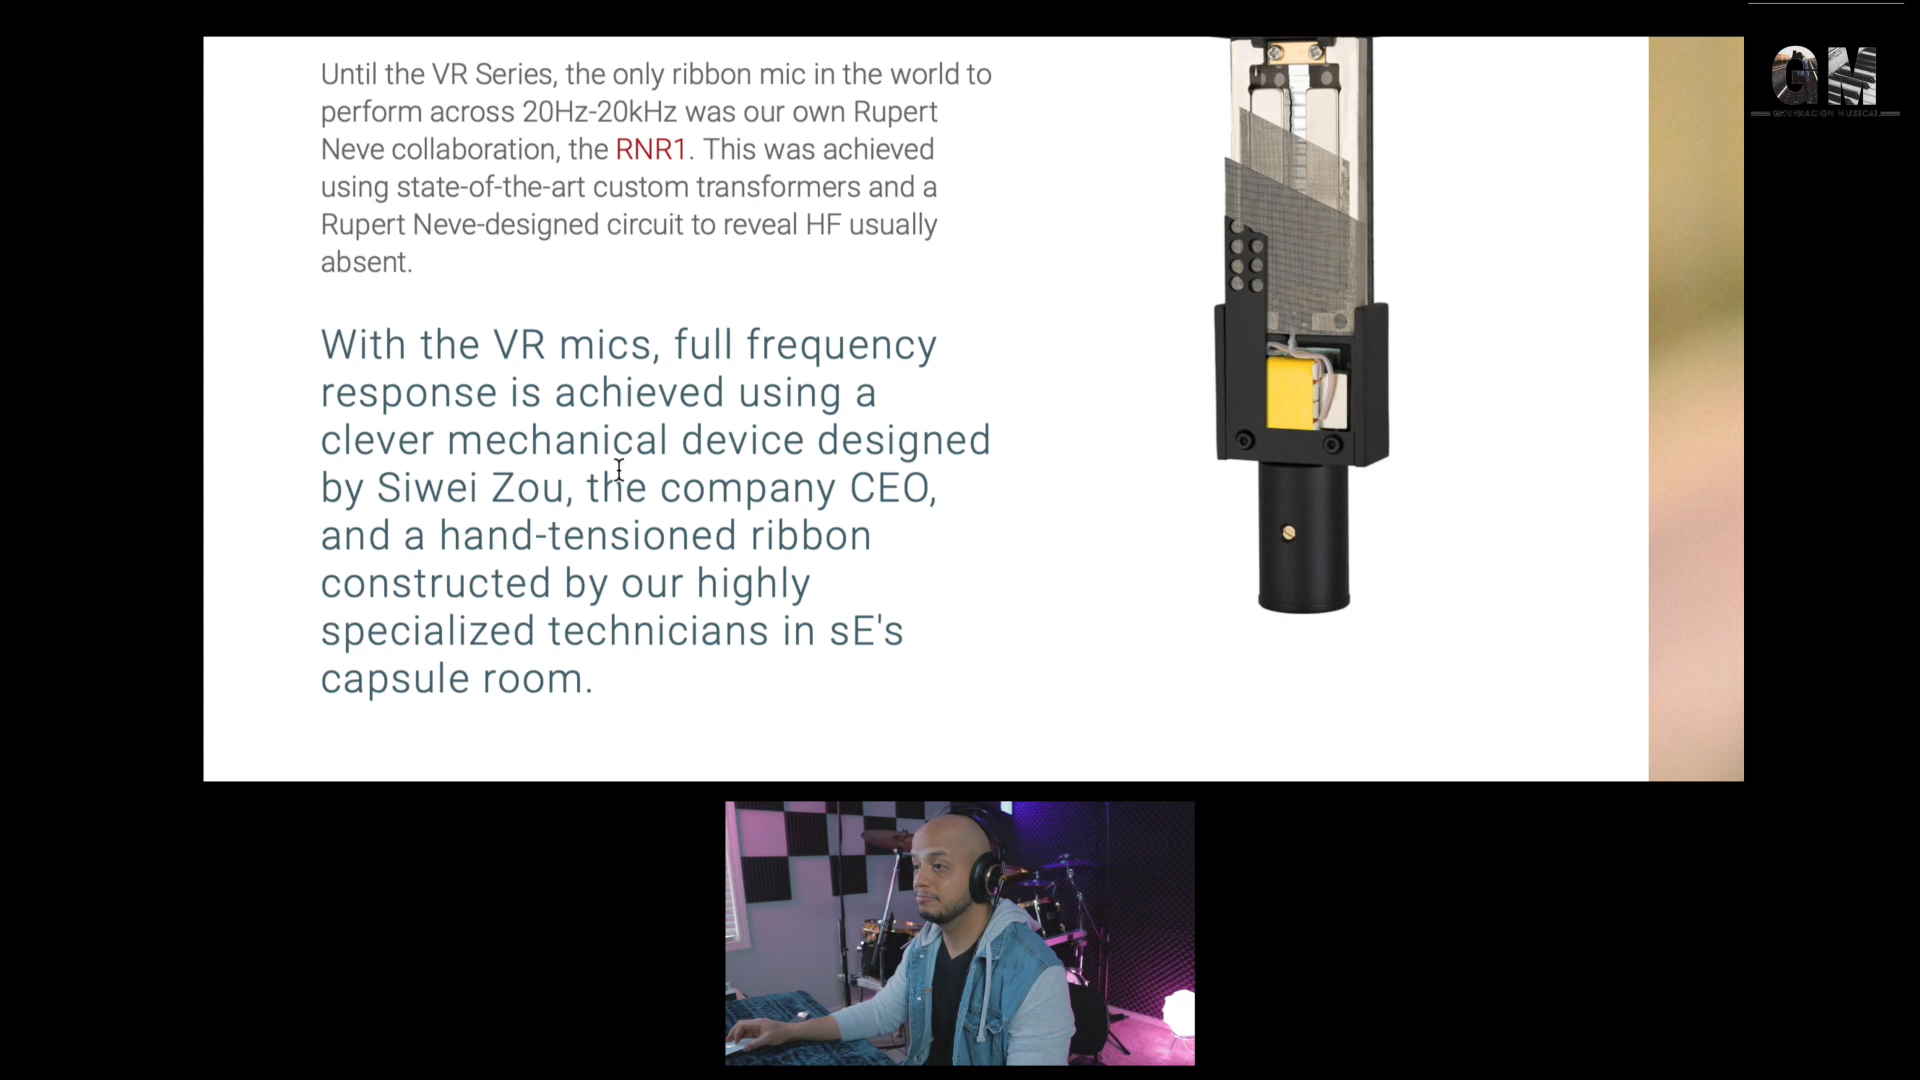 Until the VR Series, the only ribbon mic in the world to
perform across 20Hz-20kHz was our own Rupert
Neve collaboration, the RNR1. This was achieved
using state-of-the-art custom transformers and a
Rupert Neve-designed circuit to reveal HF usually
absent.
With the VR mics, full frequency
response is achieved using a
clever mechanical device designed
by Siwei Zou, the company CEO,
and a hand-tensioned ribbon
constructed by our highly
specialized technicians in sE's
capsule room.
GM
GENERACION MUSICAL